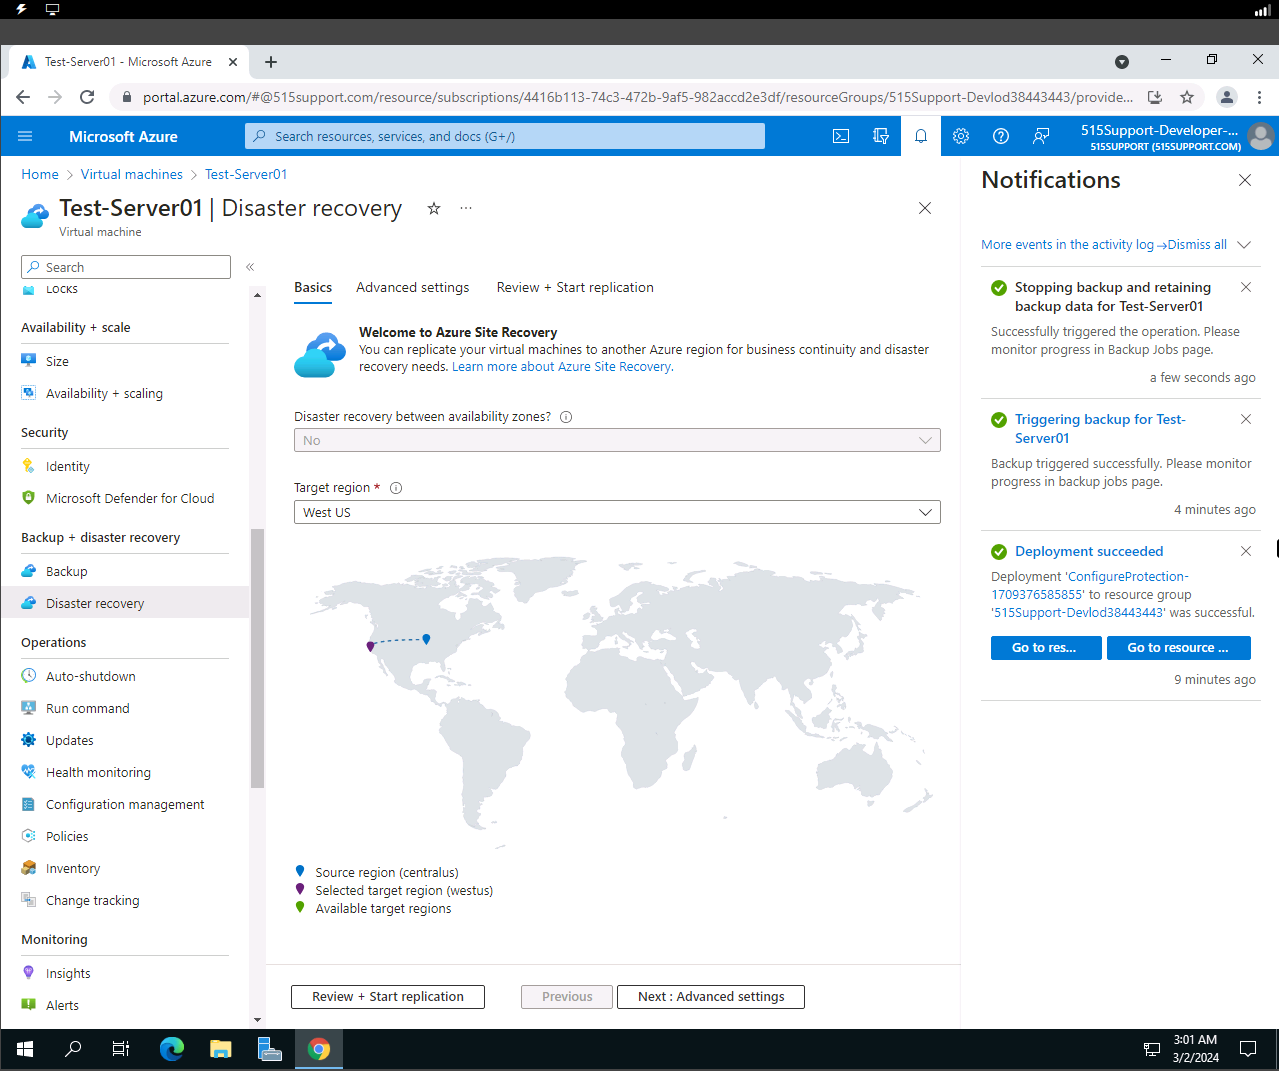 Test-Server01 - Microsoft Azure
portal.azure.com/#@515support.com/resource/subscriptions/4416b113-74c3-472b-9af5-982accd2e3df/resourceGroups/515Support-Devlod38443443/provide...
Microsoft Azure
Search resources, services, and docs (G+/)
515Support-Developer-...
515SUPPORT (515SUPPORT.COM)
Home > Virtual machines > Test-Server01
Test-Server01 | Disaster recovery
Virtual machine
Search
Locks
Availability + scale
Size
Availability + scaling
Security
Identity
Microsoft Defender for Cloud
Backup + disaster recovery
Backup
Disaster recovery
Operations
Auto-shutdown
Run command
Updates
Health monitoring
Configuration management
Policies
Inventory
Change tracking
Monitoring
Insights
Alerts
Basics
Advanced settings
Review + Start replication
Welcome to Azure Site Recovery
You can replicate your virtual machines to another Azure region for business continuity and disaster
recovery needs. Learn more about Azure Site Recovery.
Disaster recovery between availability zones?
No
Target region *
West US
Source region (centralus)
Selected target region (westus)
Available target regions
Review + Start replication
Previous
Next : Advanced settings
Notifications
More events in the activity log → Dismiss all
Stopping backup and retaining
backup data for Test-Server01
Successfully triggered the operation. Please
monitor progress in Backup Jobs page.
a few seconds ago
Triggering backup for Test-
Server01
Backup triggered successfully. Please monitor
progress in backup jobs page.
4 minutes ago
Deployment succeeded
Deployment 'ConfigureProtection-
1709376585855' to resource group
'515Support-Devlod38443443' was successful.
Go to res...
Go to resource ...
9 minutes ago
3:01 AM
3/2/2024